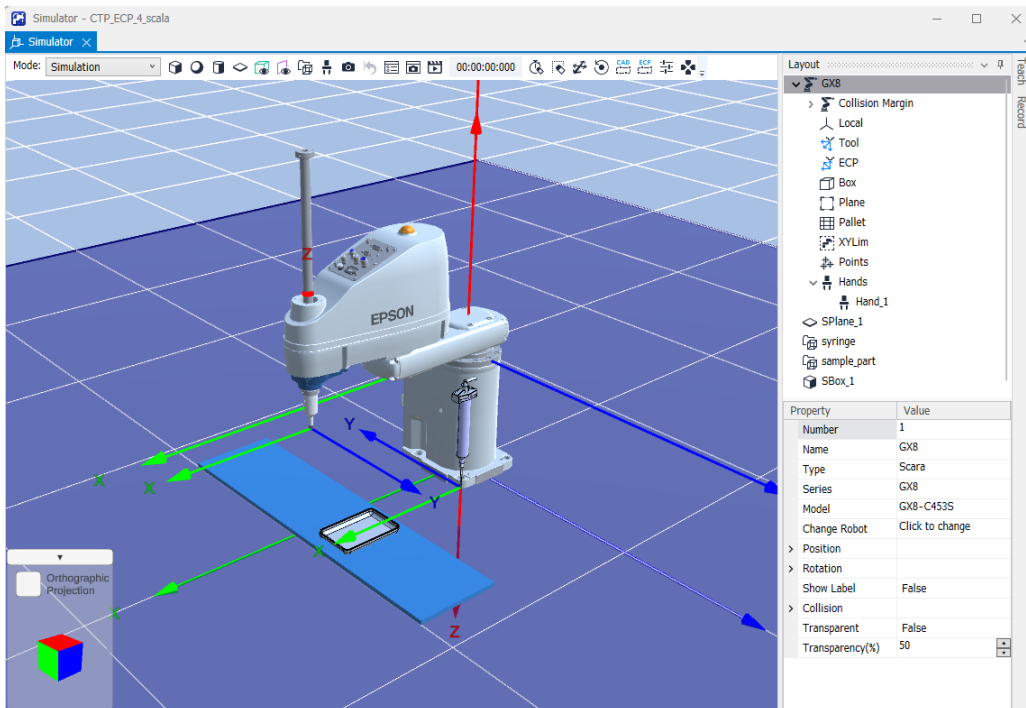 Simulator - CTP_ECP_4_scala
Simulator
Mode: Simulation 00:00:00:000 CAD ECP
Layout
GX8
Collision Margin
Local
Tool
ECP
Box
Plane
Pallet
XYLim
Points
Hands
Hand_1
SPlane_1
syringe
sample_part
SBox_1
Teach
Record
Property Value
Number 1
Name GX8
Type Scara
Series GX8
Model GX8-C453S
Change Robot Click to change
Position
Rotation
Show Label False
Collision
Transparent False
Transparency(%) 50
Z
EPSON
Y
X
X
Y
X
X
Z
Orthographic
Projection